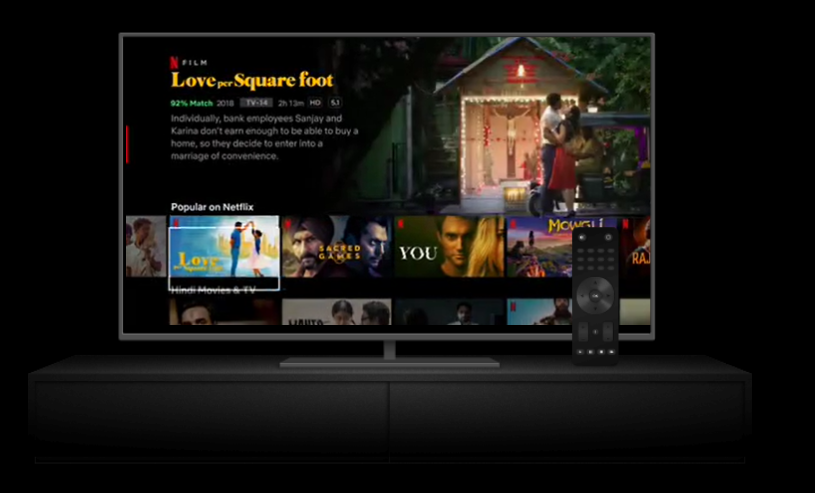 N FILM
Love per Square foot
92% Match 2018 TV-14 2h 13m HD 5.1
Individually, bank employees Sanjay and
Karina don't earn enough to be able to buy a
home, so they decide to enter into a
marriage of convenience.
Popular on Netflix
Love per Square Foot
SACRED GAMES
YOU
MOWGLI
Hindi Movies & TV